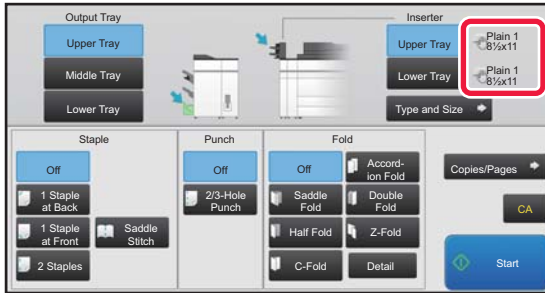 Output Tray
Inserter
Upper Tray
Upper Tray
Plain 1
8½x11
Middle Tray
Lower Tray
Plain 1
8½x11
Lower Tray
Type and Size
Staple
Punch
Fold
Off
Off
Off
Accord-
ion Fold
Copies/Pages
1 Staple
at Back
2/3-Hole
Punch
Saddle
Fold
Double
Fold
CA
1 Staple
at Front
Saddle
Stitch
Half Fold
Z-Fold
2 Staples
C-Fold
Detail
Start